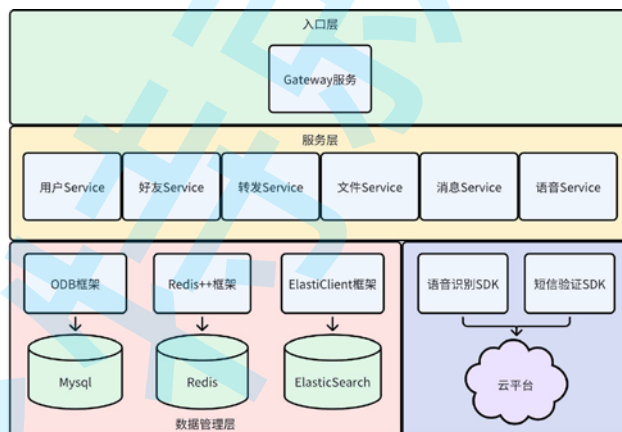 入口层
Gateway服务
服务层
用户Service 好友Service 转发Service 文件Service 消息Service 语音Service
ODB框架 Redis++框架 ElastiClient框架 语音识别SDK 短信验证SDK
Mysql Redis ElasticSearch 云平台
数据管理层